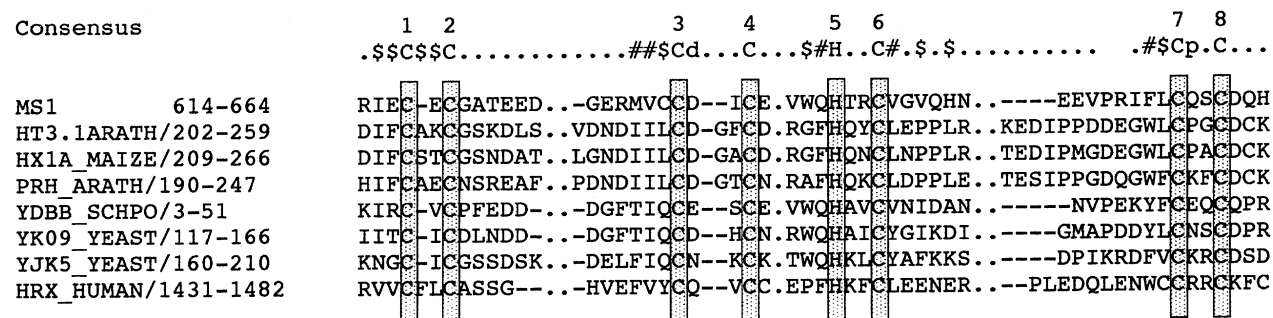 1 2 3 4 5 6 7 8
Consensus .$$C$$C................##$Cd...C...$#H..C#.$.$.......... .#$Cp.C...
MS1 614-664 RIEC-ECGATEED..-GERMVCCD--ICE.VWQHTRCVGVQHN..----EEVPRIFLCQSCDQH
HT3.1ARATH/202-259 DIFCAKCGSKDLS..VDNDIILCD-GFCD.RGFHQYCLEPPLR..KEDIPPDDEGWLCPGCDCK
HX1A_MAIZE/209-266 DIFCSTCGSNDAT..LGNDIILCD-GACD.RGFHQNCLNPPLR..TEDIPMGDEGWLCPACDCK
PRH_ARATH/190-247 HIFCAECNSREAF..PDNDIILCD-GTCN.RAFHQKCLDPPLE..TESIPPGDQGWFCKFCDCK
YDBB_SCHPO/3-51 KIRC-VCPFEDD..-DGFTIQCE--SCE.VWQHAVCVNIDAN..-----NVPEKYFCEQCQPR
YK09_YEAST/117-166 IITC-ICDLNDD..-DGFTIQCD--HCN.RWQHAICYGIKDI..----GMAPDDYLCNSCDPR
YJK5_YEAST/160-210 KNGC-ICGSSDSK..-DELFIQCN--KCK.TWQHKLCYAFKKS..----DPIKRDFVCKRCDSD
HRX_HUMAN/1431-1482 RVVCFLCASSG--..-HVEFVYCQ--VCC.EPFHKFCLEENER..--PLEDQLENWCCRRCKFC